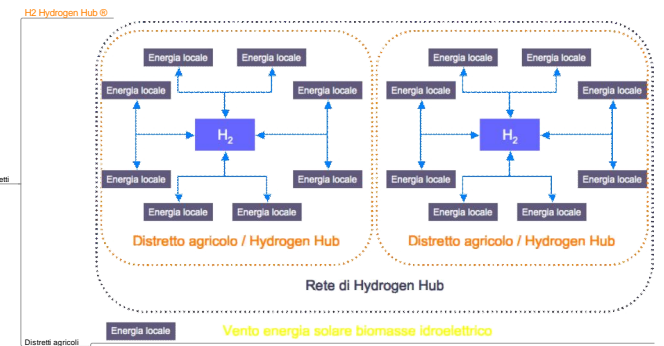 H2 Hydrogen Hub ®
Energia locale
Energia locale
Energia locale
Energia locale
H2
Energia locale
Energia locale
Energia locale
Energia locale
Distretto agricolo / Hydrogen Hub
Energia locale
Energia locale
Energia locale
Energia locale
H2
Energia locale
Energia locale
Energia locale
Energia locale
Distretto agricolo / Hydrogen Hub
etti
Rete di Hydrogen Hub
Energia locale
Vento energia solare biomasse idroelettrico
Distretti agricoli